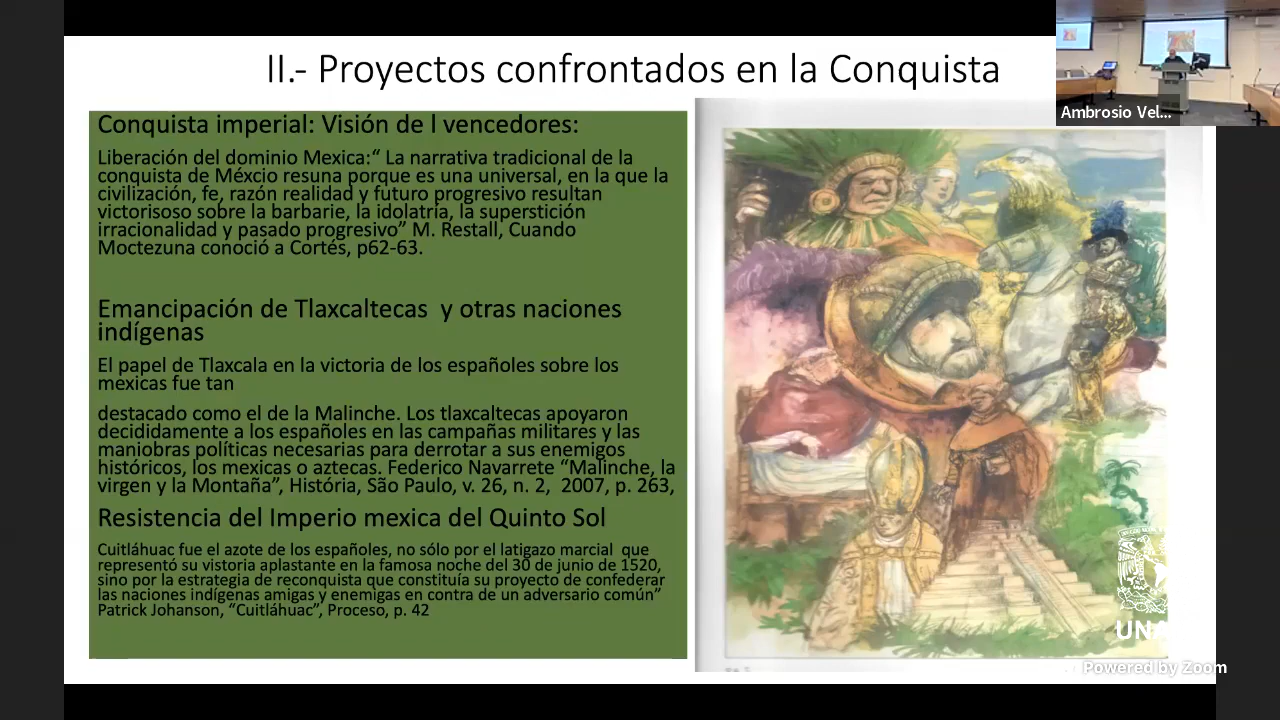 II.- Proyectos confrontados en la Conquista
Ambrosio Vel...
Conquista imperial: Visión de l vencedores:
Liberación del dominio Mexica:“ La narrativa tradicional de la
conquista de Méxcio resuna porque es una universal, en la que la
civilización, fe, razón realidad y futuro progresivo resultan
victorisoso sobre la barbarie, la idolatría, la superstición
irracionalidad y pasado progresivo” M. Restall, Cuando
Moctezuna conoció a Cortés, p62-63.
Emancipación de Tlaxcaltecas y otras naciones
indígenas
El papel de Tlaxcala en la victoria de los españoles sobre los
mexicas fue tan
destacado como el de la Malinche. Los tlaxcaltecas apoyaron
decididamente a los españoles en las campañas militares y las
maniobras políticas necesarias para derrotar a sus enemigos
históricos, los mexicas o aztecas. Federico Navarrete “Malinche, la
virgen y la Montaña”, História, São Paulo, v. 26, n. 2, 2007, p. 263,
Resistencia del Imperio mexica del Quinto Sol
Cuitláhuac fue el azote de los españoles, no sólo por el latigazo marcial que
representó su vistoria aplastante en la famosa noche del 30 de junio de 1520,
sino por la estrategia de reconquista que constituía su proyecto de confederar
las naciones indígenas amigas y enemigas en contra de un adversario común”
Patrick Johanson, “Cuitláhuac”, Proceso, p. 42
UNA
Powered by Zoom